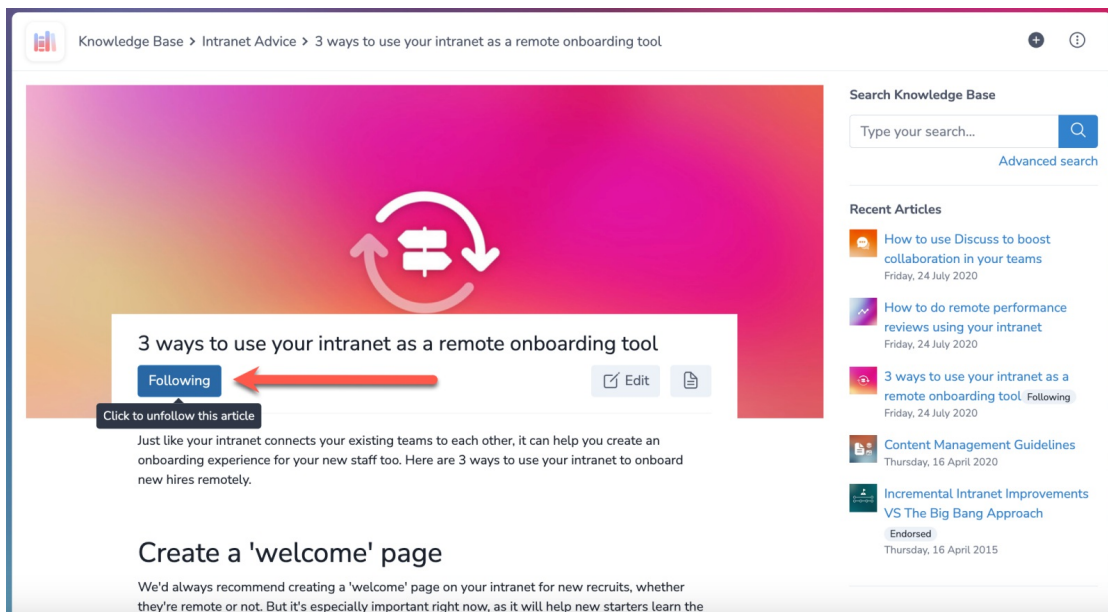 Knowledge Base > Intranet Advice > 3 ways to use your intranet as a remote onboarding tool
3 ways to use your intranet as a remote onboarding tool
Following
Edit
Click to unfollow this article
Just like your intranet connects your existing teams to each other, it can help you create an
onboarding experience for your new staff too. Here are 3 ways to use your intranet to onboard
new hires remotely.
Create a 'welcome' page
We'd always recommend creating a 'welcome' page on your intranet for new recruits, whether
they're remote or not. But it's especially important right now, as it will help new starters learn the
Search Knowledge Base
Type your search...
Advanced search
Recent Articles
How to use Discuss to boost
collaboration in your teams
Friday, 24 July 2020
How to do remote performance
reviews using your intranet
Friday, 24 July 2020
3 ways to use your intranet as a
remote onboarding tool Following
Friday, 24 July 2020
Content Management Guidelines
Thursday, 16 April 2020
Incremental Intranet Improvements
VS The Big Bang Approach
Endorsed
Thursday, 16 April 2015